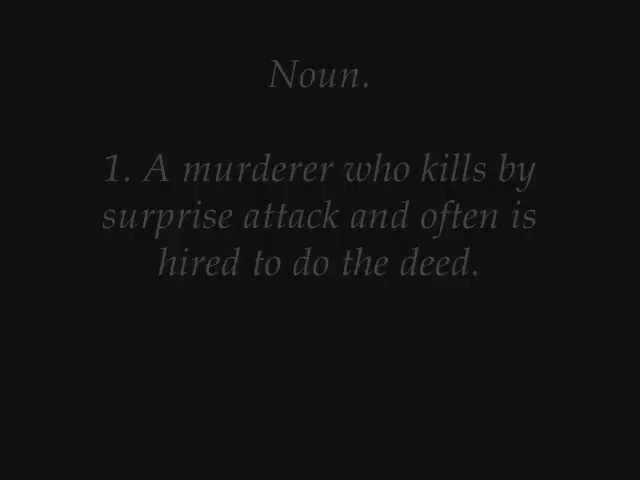 Noun.
1. A murderer who kills by
surprise attack and often is
hired to do the deed.